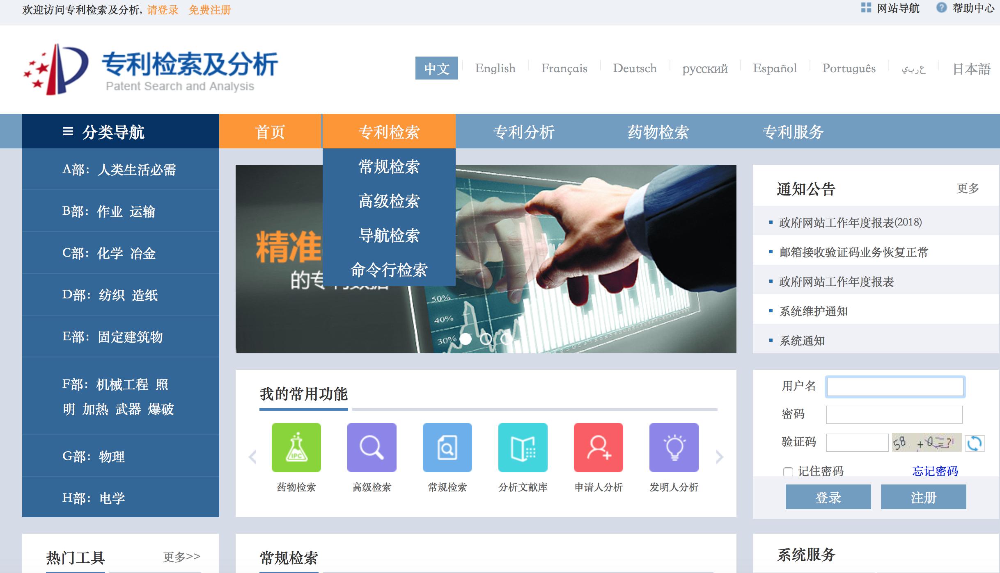 欢迎访问专利检索及分析, 请登录 免费注册
网站导航 帮助中心
专利检索及分析
Patent Search and Analysis
中文 English Français Deutsch русский Español Português عربي 日本語
分类导航 首页 专利检索 专利分析 药物检索 专利服务
常规检索
高级检索
导航检索
命令行检索
A部：人类生活必需
B部：作业 运输
C部：化学 冶金
D部：纺织 造纸
E部：固定建筑物
F部：机械工程 照
明 加热 武器 爆破
G部：物理
H部：电学
精准
的专利数据
50%
40%
30%
通知公告 更多
政府网站工作年度报表(2018)
邮箱接收验证码业务恢复正常
政府网站工作年度报表
系统维护通知
系统通知
我的常用功能
IPC
药物检索 高级检索 常规检索 分析文献库 申请人分析 发明人分析
用户名
密码
验证码
记住密码 忘记密码
登录 注册
热门工具 更多>>
常规检索
系统服务